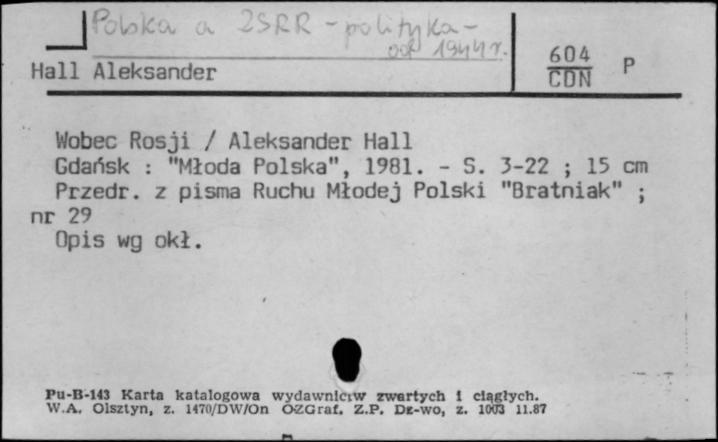 Polska a ZSRR - polityka -
od 1944 r.
Hall Aleksander
604
CDN
P
Wobec Rosji / Aleksander Hall
Gdańsk : "Młoda Polska", 1981. - S. 3-22 ; 15 cm
Przedr. z pisma Ruchu Młodej Polski "Bratniak" ;
nr 29
Opis wg okł.
Pu-B-143 Karta katalogowa wydawnictw zwartych i ciągłych.
W.A. Olsztyn, z. 1470/DW/On OZGraf. Z.P. Dz-wo, z. 1003 11.87